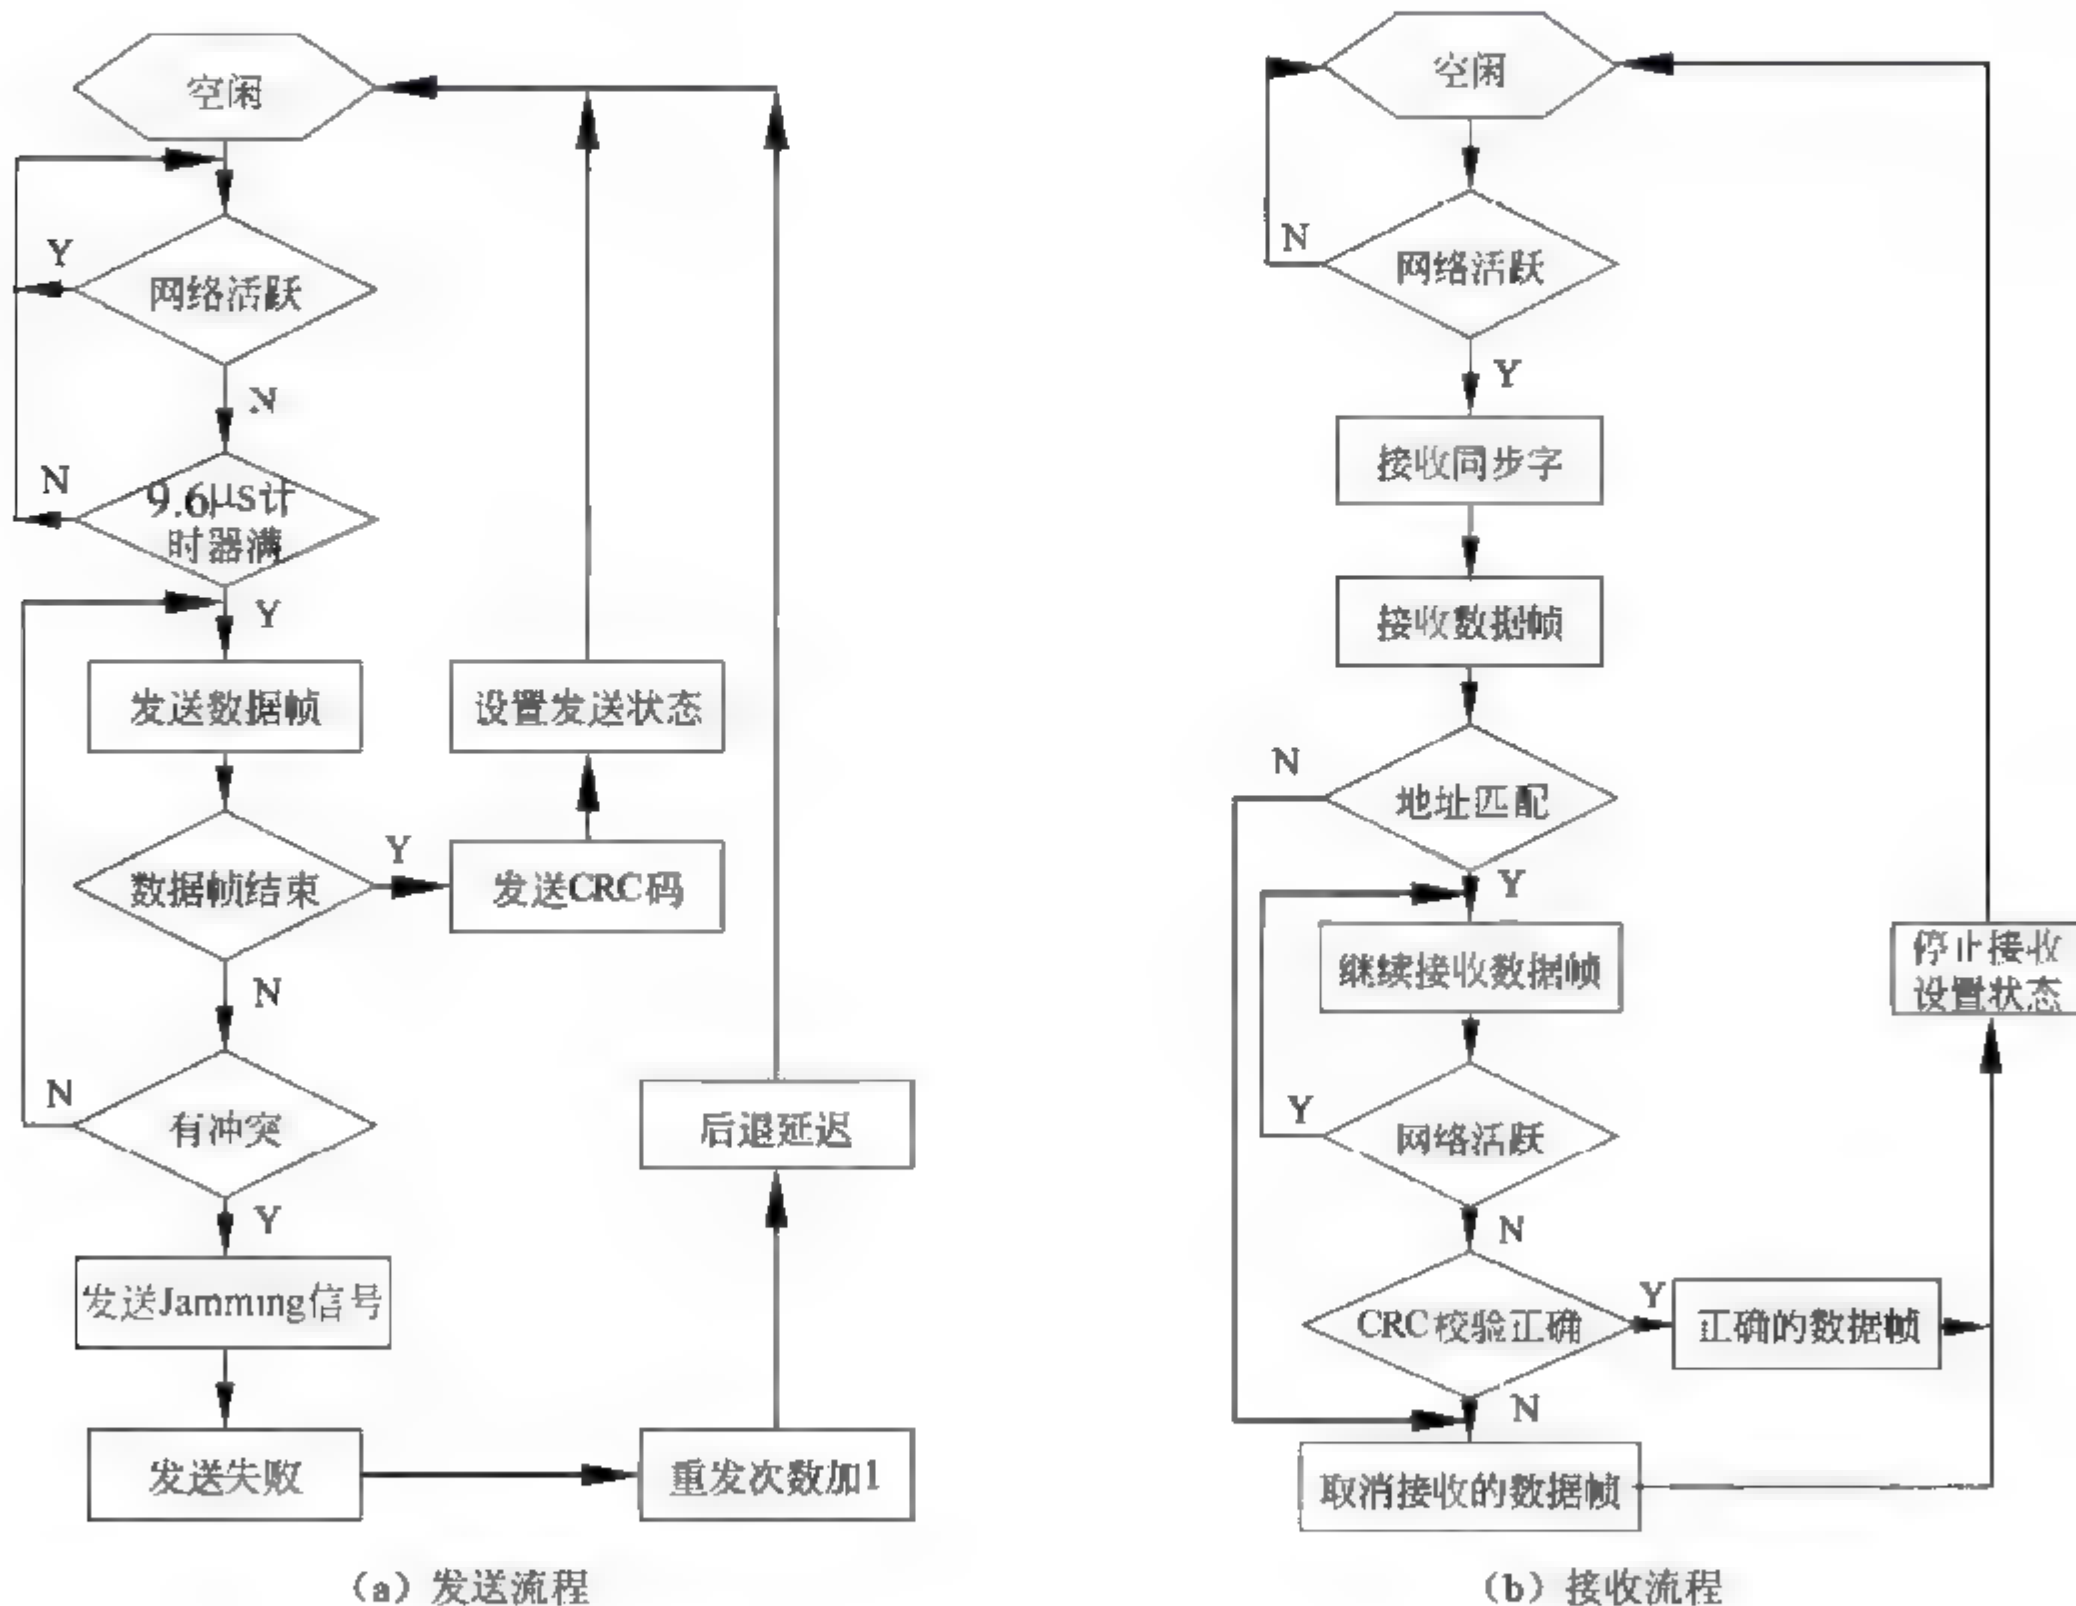 空闲
Y
网络活跃
N
N
9.6μS计
时器满
Y
发送数据帧
设置发送状态
数据帧结束
Y
发送CRC码
N
N
有冲突
后退延迟
Y
发送Jamming信号
发送失败
重发次数加1
(a) 发送流程
空闲
N
网络活跃
Y
接收同步字
接收数据帧
N
地址匹配
Y
继续接收数据帧
停止接收
设置状态
Y
网络活跃
N
CRC校验正确
Y
正确的数据帧
N
取消接收的数据帧
(b) 接收流程